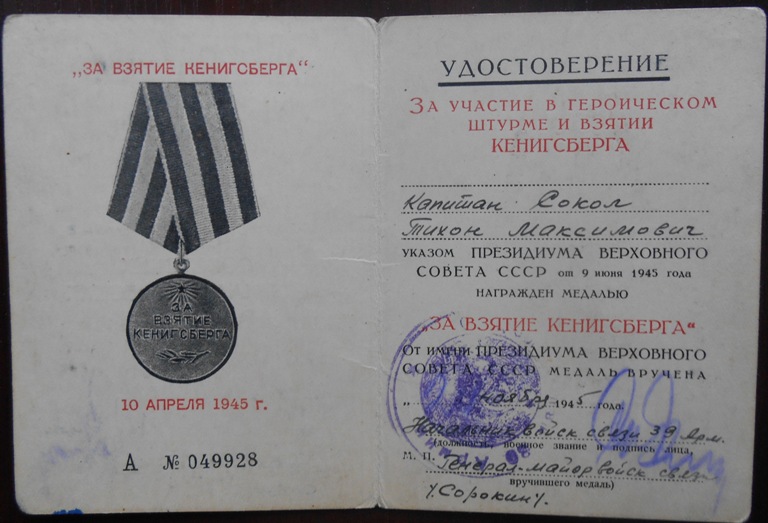 „ЗА ВЗЯТИЕ КЕНИГСБЕРГА“
ЗА
ВЗЯТИЕ
КЕНИГСБЕРГА
10 АПРЕЛЯ 1945 г.
А № 049928
УДОСТОВЕРЕНИЕ
ЗА УЧАСТИЕ В ГЕРОИЧЕСКОМ
ШТУРМЕ И ВЗЯТИИ
КЕНИГСБЕРГА
Капитан Сокол
Тихон Максимович
УКАЗОМ ПРЕЗИДИУМА ВЕРХОВНОГО
СОВЕТА СССР от 9 июня 1945 года
НАГРАЖДЕН МЕДАЛЬЮ
„ЗА ВЗЯТИЕ КЕНИГСБЕРГА“
От имени ПРЕЗИДИУМА ВЕРХОВНОГО
СОВЕТА СССР МЕДАЛЬ ВРУЧЕНА
„ ноября 1945 года.
Начальник войск связи 39 Арм.
(должность, военное звание и подпись лица,
М. П. Генерал-майор войск связи
вручившего медаль)
/Сорокин/.